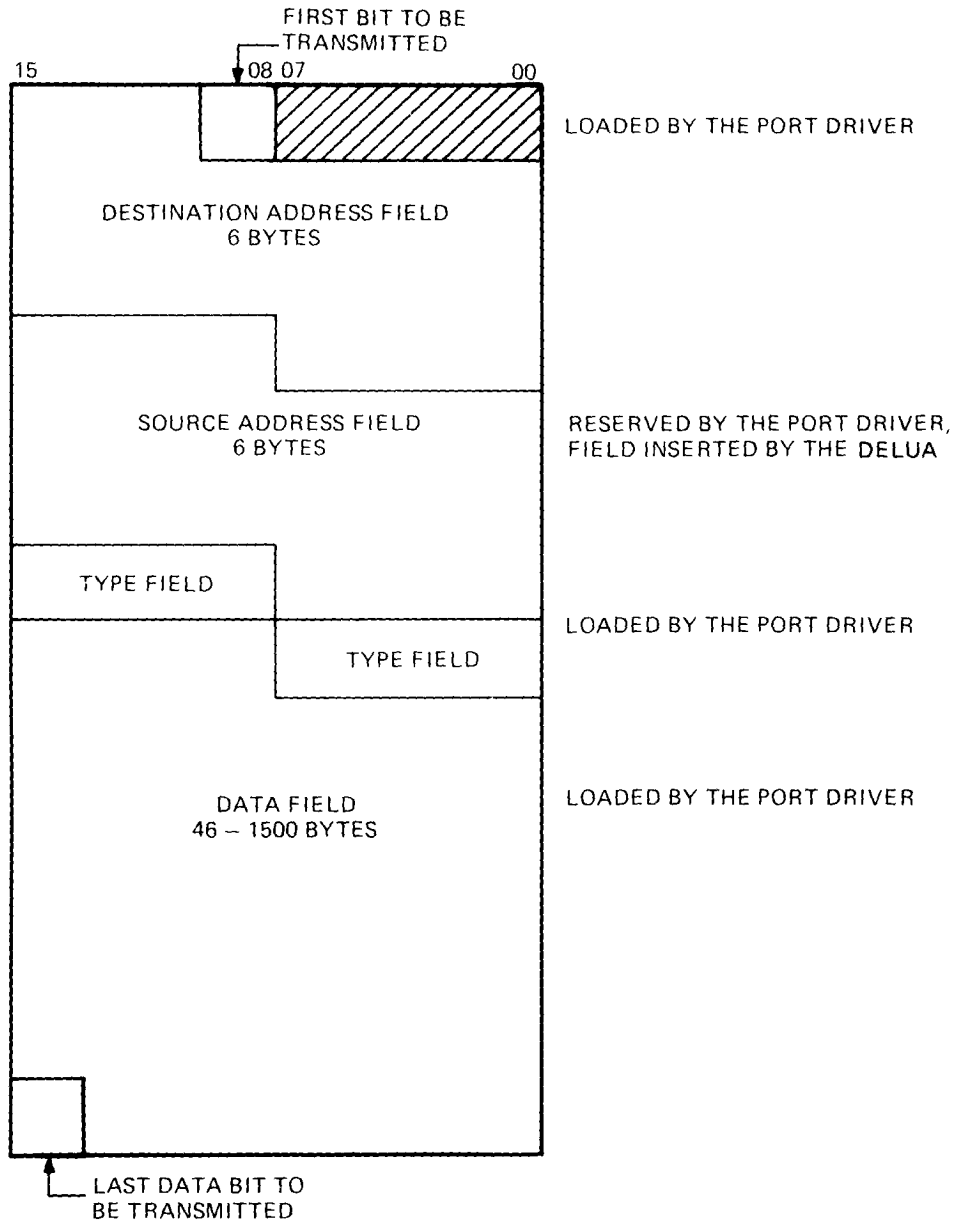 FIRST BIT TO BE
TRANSMITTED
15 08 07 00
LOADED BY THE PORT DRIVER
DESTINATION ADDRESS FIELD
6 BYTES
SOURCE ADDRESS FIELD
6 BYTES
RESERVED BY THE PORT DRIVER,
FIELD INSERTED BY THE DELUA
TYPE FIELD
LOADED BY THE PORT DRIVER
TYPE FIELD
DATA FIELD
46 – 1500 BYTES
LOADED BY THE PORT DRIVER
LAST DATA BIT TO
BE TRANSMITTED